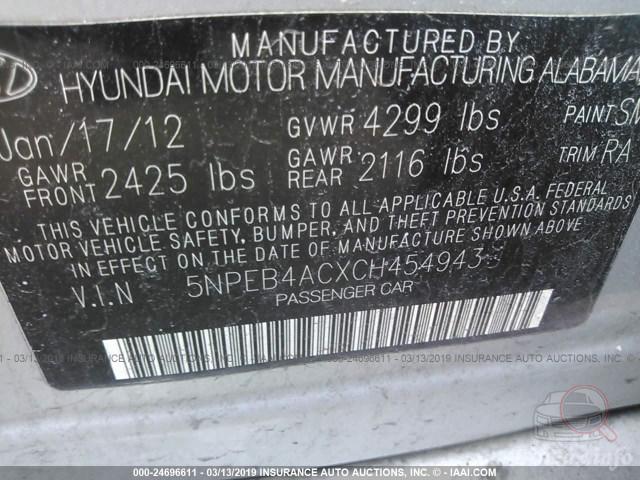 MANUFACTURED BY
HYUNDAI MOTOR MANUFACTURING ALABAMA
Jan/17/12 GVWR 4299 lbs PAINT SM
GAWR FRONT 2425 lbs GAWR REAR 2116 lbs TRIM RA
THIS VEHICLE CONFORMS TO ALL APPLICABLE U.S.A. FEDERAL
MOTOR VEHICLE SAFETY, BUMPER, AND THEFT PREVENTION STANDARDS
IN EFFECT ON THE DATE OF MANUFACTURE SHOWN ABOVE.
V.I.N 5NPEB4ACXCH454943
PASSENGER CAR
000-24696611 - 03/13/2019 INSURANCE AUTO AUCTIONS, INC. - IAAI.COM